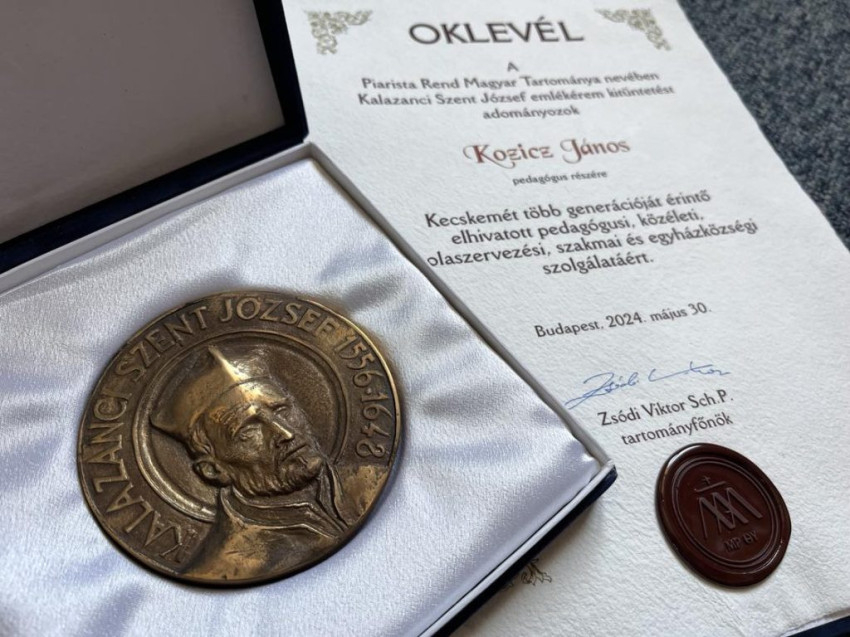 OKLEVÉL
A
Piarista Rend Magyar Tartománya nevében
Kalazanci Szent József emlékérem kitüntetést
adományozok
Kozicz János
pedagógus részére
Kecskemét több generációját érintő
elhivatott pedagógusi, közéleti,
olaszervezési, szakmai és egyházközségi
szolgálatáért.
Budapest, 2024. május 30.
Zsódi Viktor Sch.P.
tartományfőnök
KALAZANCI SZENT JÓZSEF 1556-1648